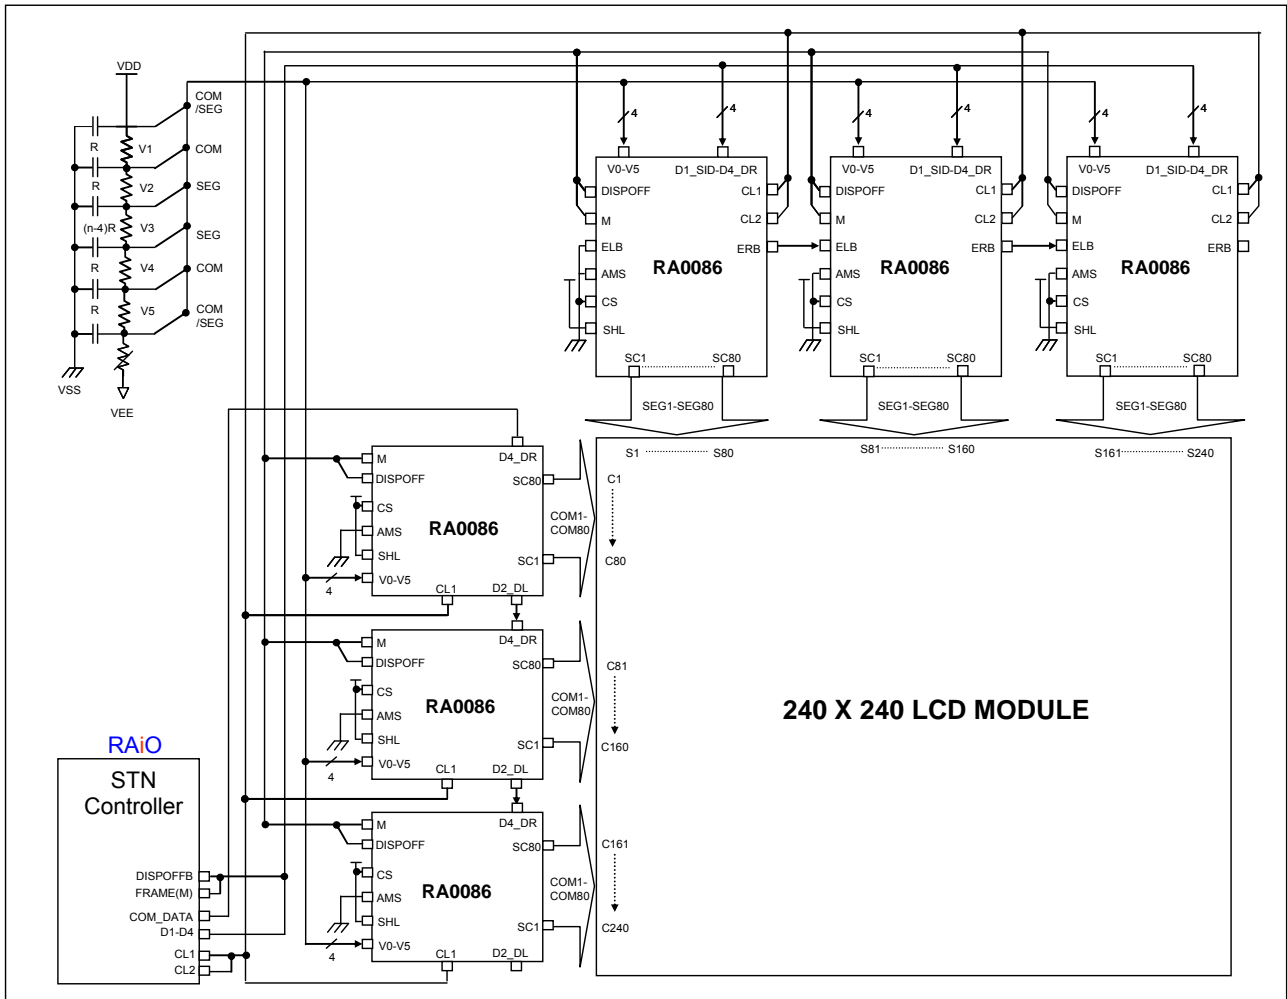 VDD
COM
/SEG
R
V1
COM
R
V2
SEG
(n-4)R
V3
SEG
R
V4
COM
R
V5
COM
/SEG
VSS
VEE
4
4
4
4
4
4
V0-V5
D1_SID-D4_DR
DISPOFF
CL1
M
CL2
ELB
ERB
RA0086
AMS
CS
SHL
SC1
SC80
SEG1-SEG80
V0-V5
D1_SID-D4_DR
DISPOFF
CL1
M
CL2
ELB
ERB
RA0086
AMS
CS
SHL
SC1
SC80
SEG1-SEG80
V0-V5
D1_SID-D4_DR
DISPOFF
CL1
M
CL2
ELB
ERB
RA0086
AMS
CS
SHL
SC1
SC80
SEG1-SEG80
M
D4_DR
DISPOFF
SC80
CS
RA0086
AMS
SHL
SC1
V0-V5
4
CL1
D2_DL
COM1-
COM80
M
D4_DR
DISPOFF
SC80
CS
RA0086
AMS
SHL
SC1
V0-V5
4
CL1
D2_DL
COM1-
COM80
M
D4_DR
DISPOFF
SC80
CS
RA0086
AMS
SHL
SC1
V0-V5
4
CL1
D2_DL
COM1-
COM80
S1 S80
S81 S160
S161 S240
C1
C80
C81
C160
C161
C240
240 X 240 LCD MODULE
RAiO
STN
Controller
DISPOFFB
FRAME(M)
COM_DATA
D1-D4
CL1
CL2